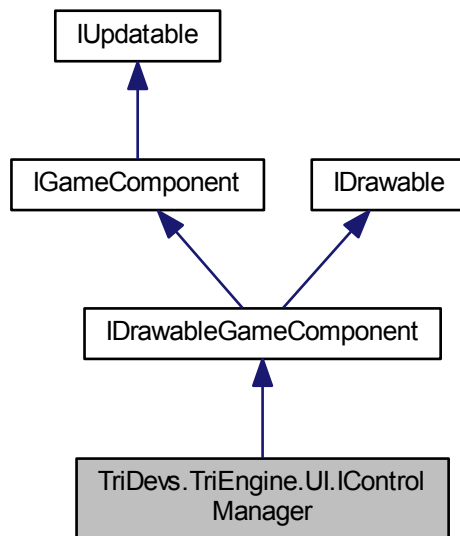 IUpdatable
IGameComponent
IDrawable
IDrawableGameComponent
TriDevs.TriEngine.UI.IControl
Manager